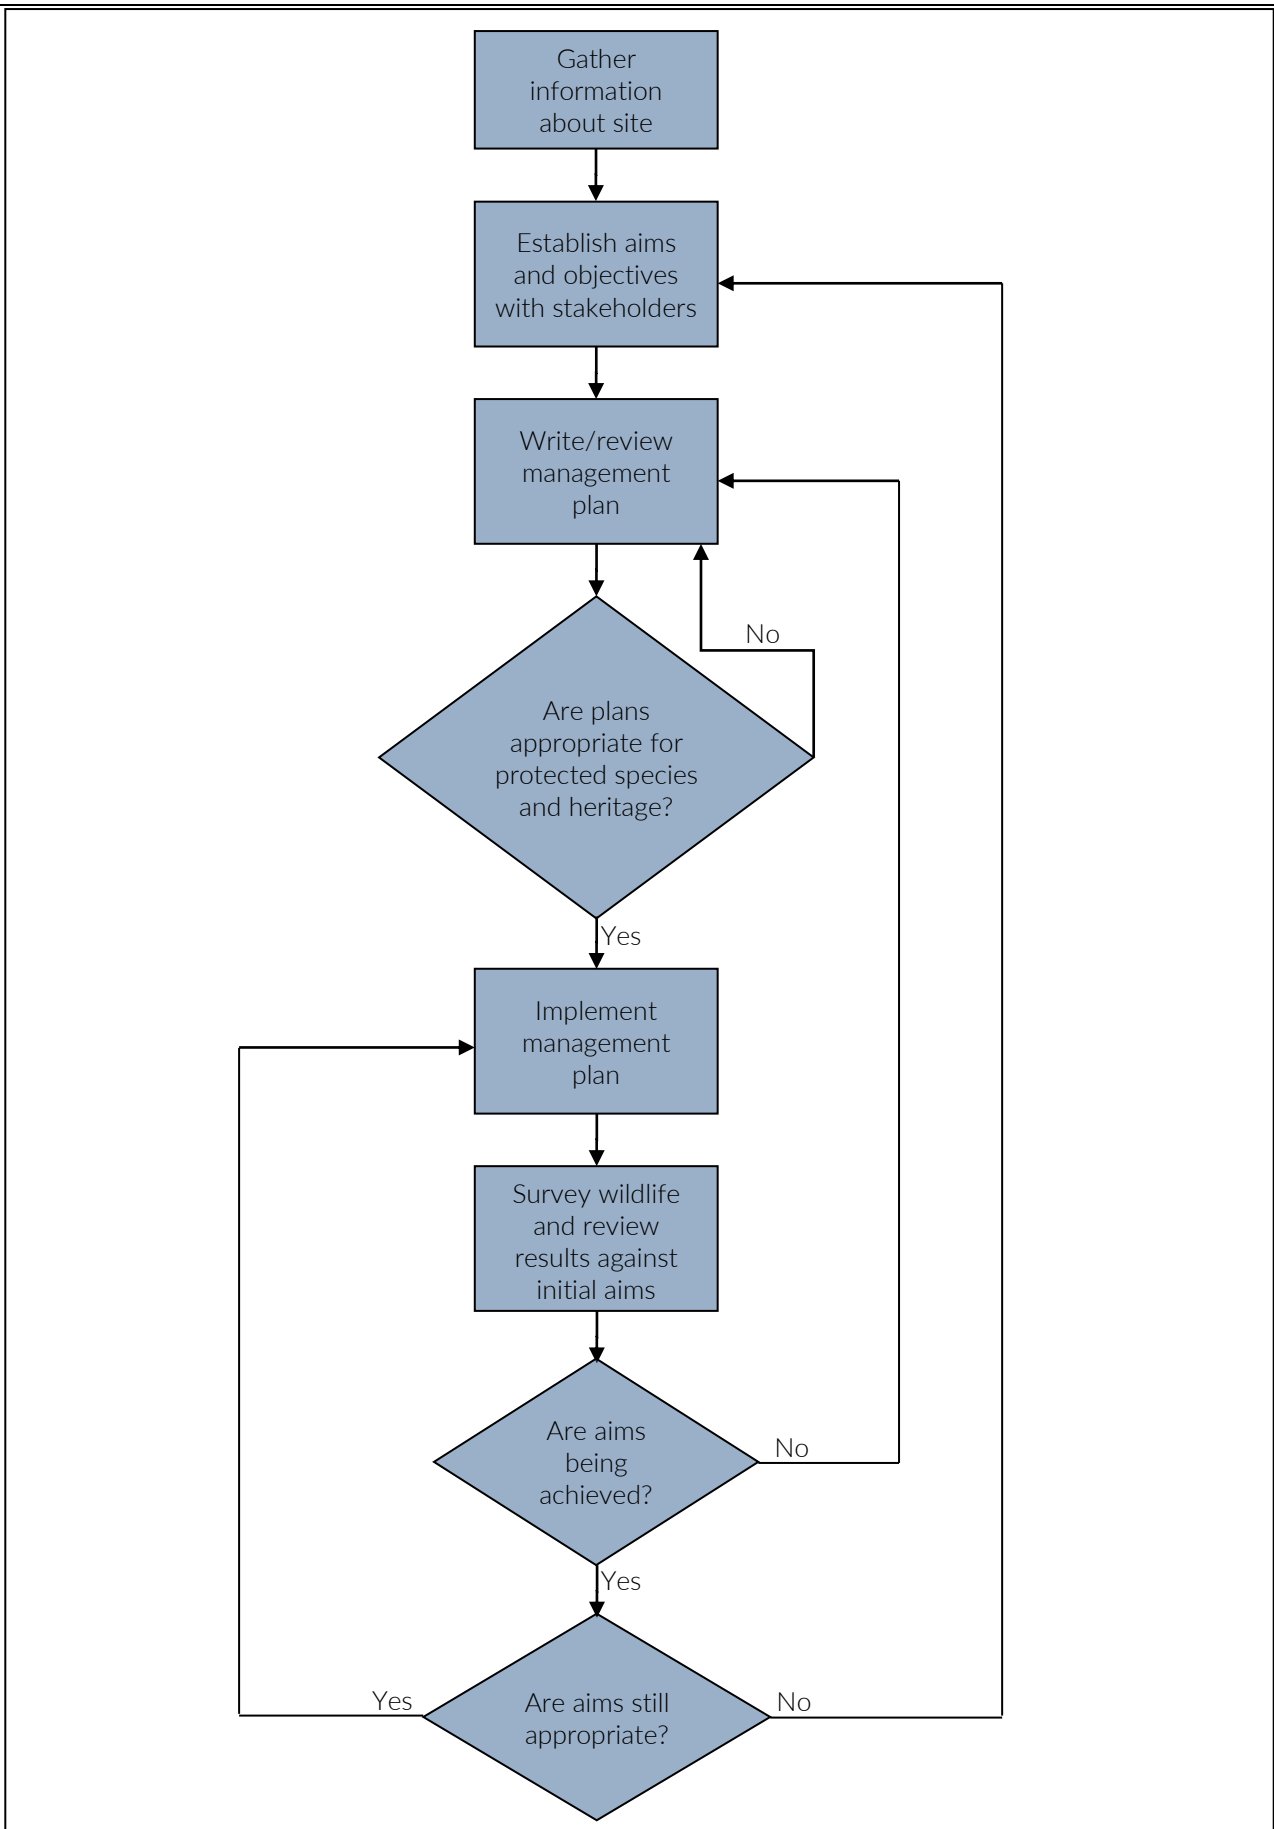 Gather
information
about site
Establish aims
and objectives
with stakeholders
Write/review
management
plan
No
Are plans
appropriate for
protected species
and heritage?
Yes
Implement
management
plan
Survey wildlife
and review
results against
initial aims
Are aims
being
achieved?
No
Yes
Yes
Are aims still
appropriate?
No